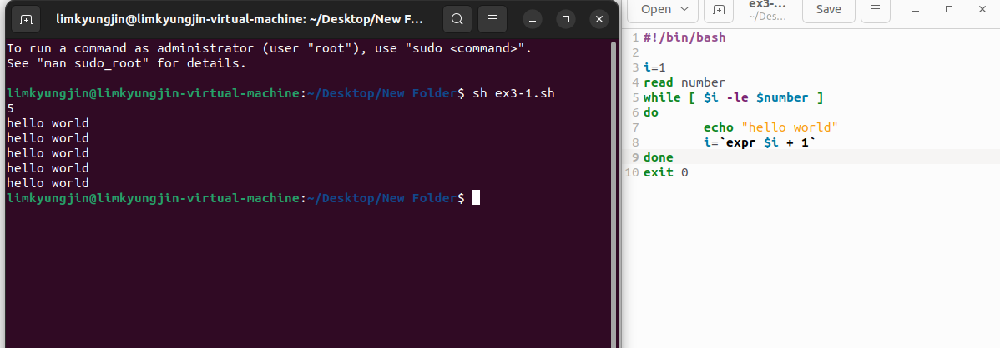 limkyungjin@limkyungjin-virtual-machine: ~/Desktop/New F...
To run a command as administrator (user "root"), use "sudo <command>".
See "man sudo_root" for details.
limkyungjin@limkyungjin-virtual-machine:~/Desktop/New Folder$ sh ex3-1.sh
5
hello world
hello world
hello world
hello world
hello world
limkyungjin@limkyungjin-virtual-machine:~/Desktop/New Folder$
Open
ex3-...
~/Des...
Save
1 #!/bin/bash
2
3 i=1
4 read number
5 while [ $i -le $number ]
6 do
7         echo "hello world"
8         i=`expr $i + 1`
9 done
10 exit 0